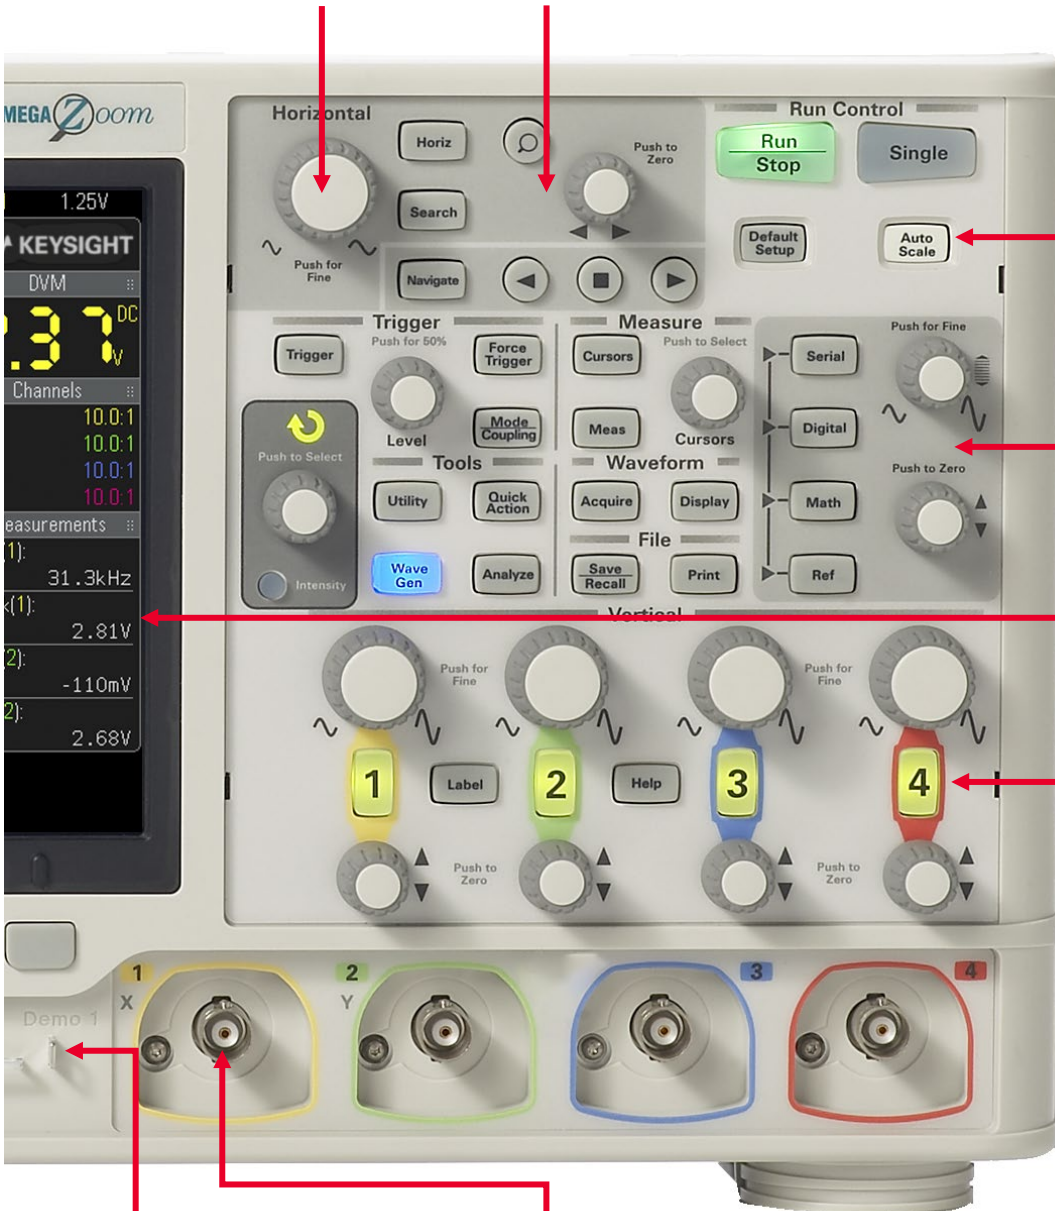 MEGA Zoom
1.25V
KEYSIGHT
DVM
.37 DC
V
Channels
10.0:1
10.0:1
10.0:1
10.0:1
easurements
(1):
31.3kHz
(1):
2.81V
(2):
-110mV
2):
2.68V
Horizontal
Horiz
Push to
Zero
Search
Push for
Fine
Navigate
Run Control
Run
Stop
Single
Default
Setup
Auto
Scale
Trigger
Push for 50%
Trigger
Force
Trigger
Level
Mode
Coupling
Push to Select
Intensity
Tools
Utility
Quick
Action
Wave
Gen
Analyze
Measure
Push to Select
Cursors
Meas
Cursors
Waveform
Acquire
Display
File
Save
Recall
Print
Serial
Digital
Math
Ref
Push for Fine
Push to Zero
Vertical
Push for
Fine
Push for
Fine
1
Label
2
Help
3
4
Push to
Zero
Push to
Zero
1
X
2
Y
3
4
Demo 1